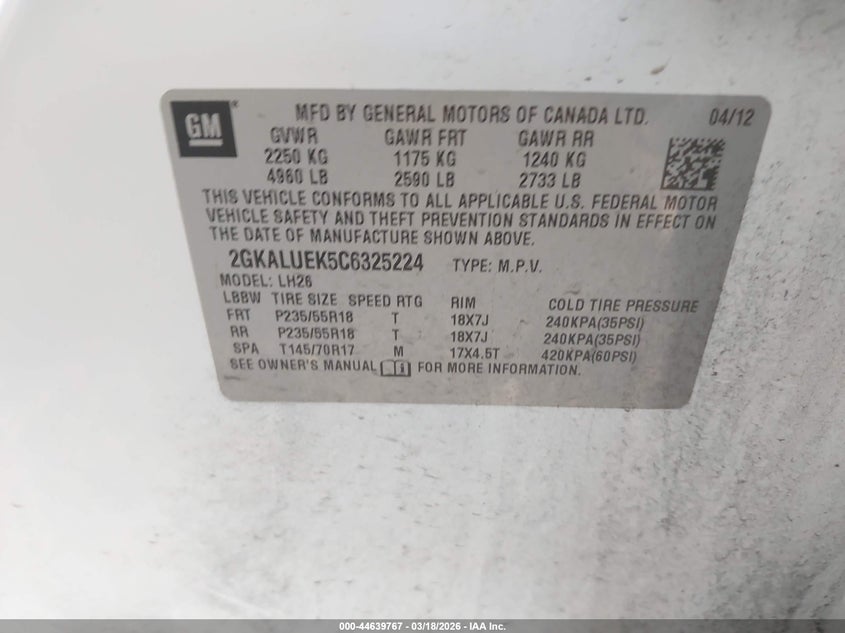 GM® MFD BY GENERAL MOTORS OF CANADA LTD. 04/12
GVWR GAWR FRT GAWR RR
2250 KG 1175 KG 1240 KG
4960 LB 2590 LB 2733 LB
THIS VEHICLE CONFORMS TO ALL APPLICABLE U.S. FEDERAL MOTOR
VEHICLE SAFETY AND THEFT PREVENTION STANDARDS IN EFFECT ON
THE DATE OF MANUFACTURE SHOWN ABOVE.
2GKALUEK5C6325224 TYPE: M.P.V.
MODEL: LH26
LBBW TIRE SIZE SPEED RTG RIM COLD TIRE PRESSURE
FRT P235/55R18 T 18X7J 240KPA(35PSI)
RR P235/55R18 T 18X7J 240KPA(35PSI)
SPA T145/70R17 M 17X4.5T 420KPA(60PSI)
SEE OWNER'S MANUAL FOR MORE INFORMATION.
000-44639767 — 03/18/2026 — IAA Inc.